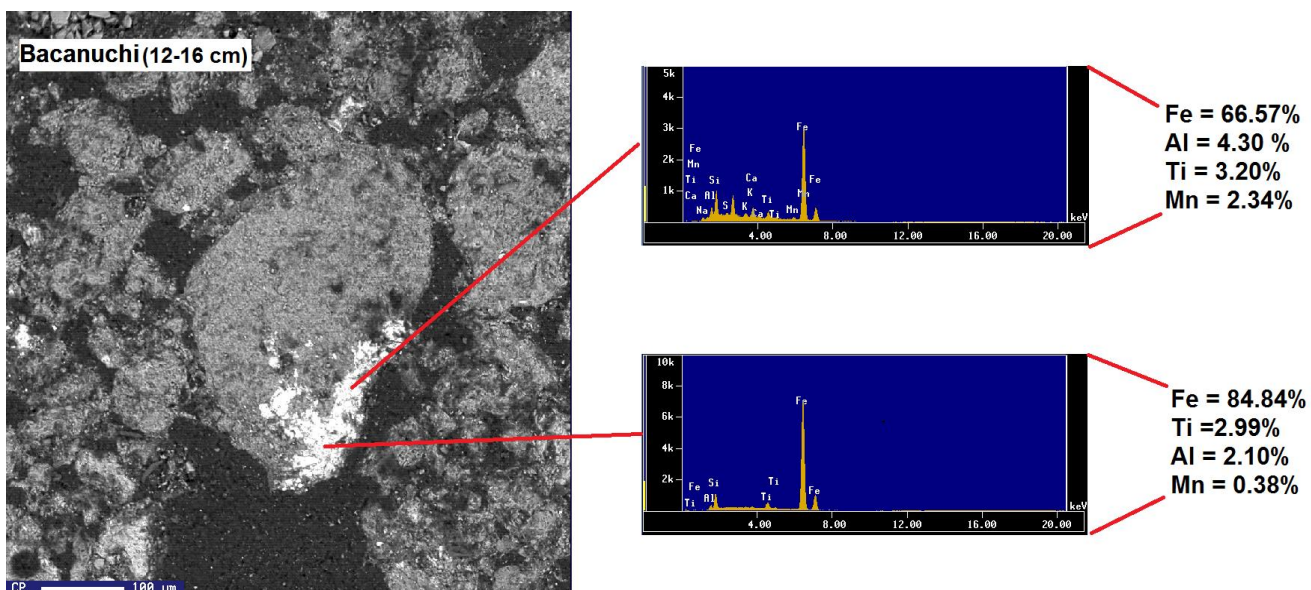 Bacanuchi (12-16 cm)
CP 100 µm
5k
4k
3k
2k
1k
Fe
Mn
Ti Si
Ca Al
Na S K Ca
Ca
K Ti
Ti Mn
Fe
Mn Fe
keV
4.00 8.00 12.00 16.00 20.00
Fe = 66.57%
Al = 4.30 %
Ti = 3.20%
Mn = 2.34%
10k
8k
6k
4k
2k
Fe Si
Ti Al
Ti
Ti
Fe
Fe
keV
4.00 8.00 12.00 16.00 20.00
Fe = 84.84%
Ti =2.99%
Al = 2.10%
Mn = 0.38%